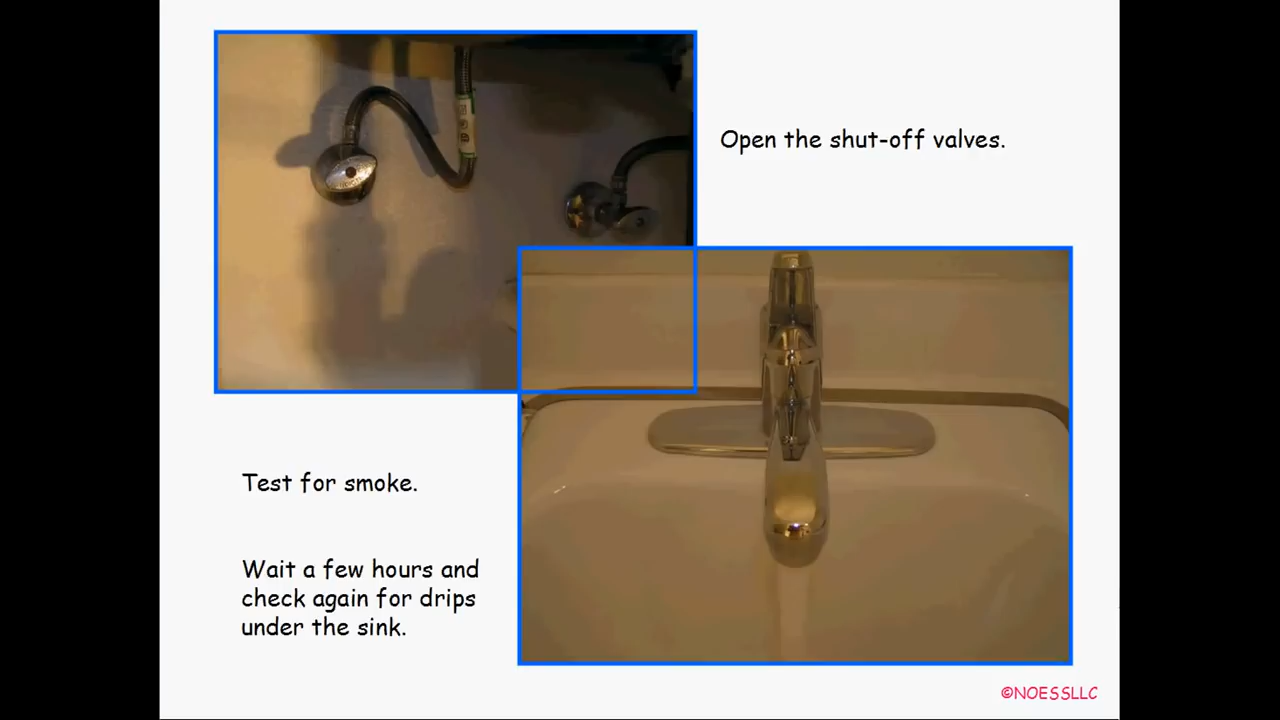 Open the shut-off valves.
Test for smoke.
Wait a few hours and
check again for drips
under the sink.
©NOESSLLC